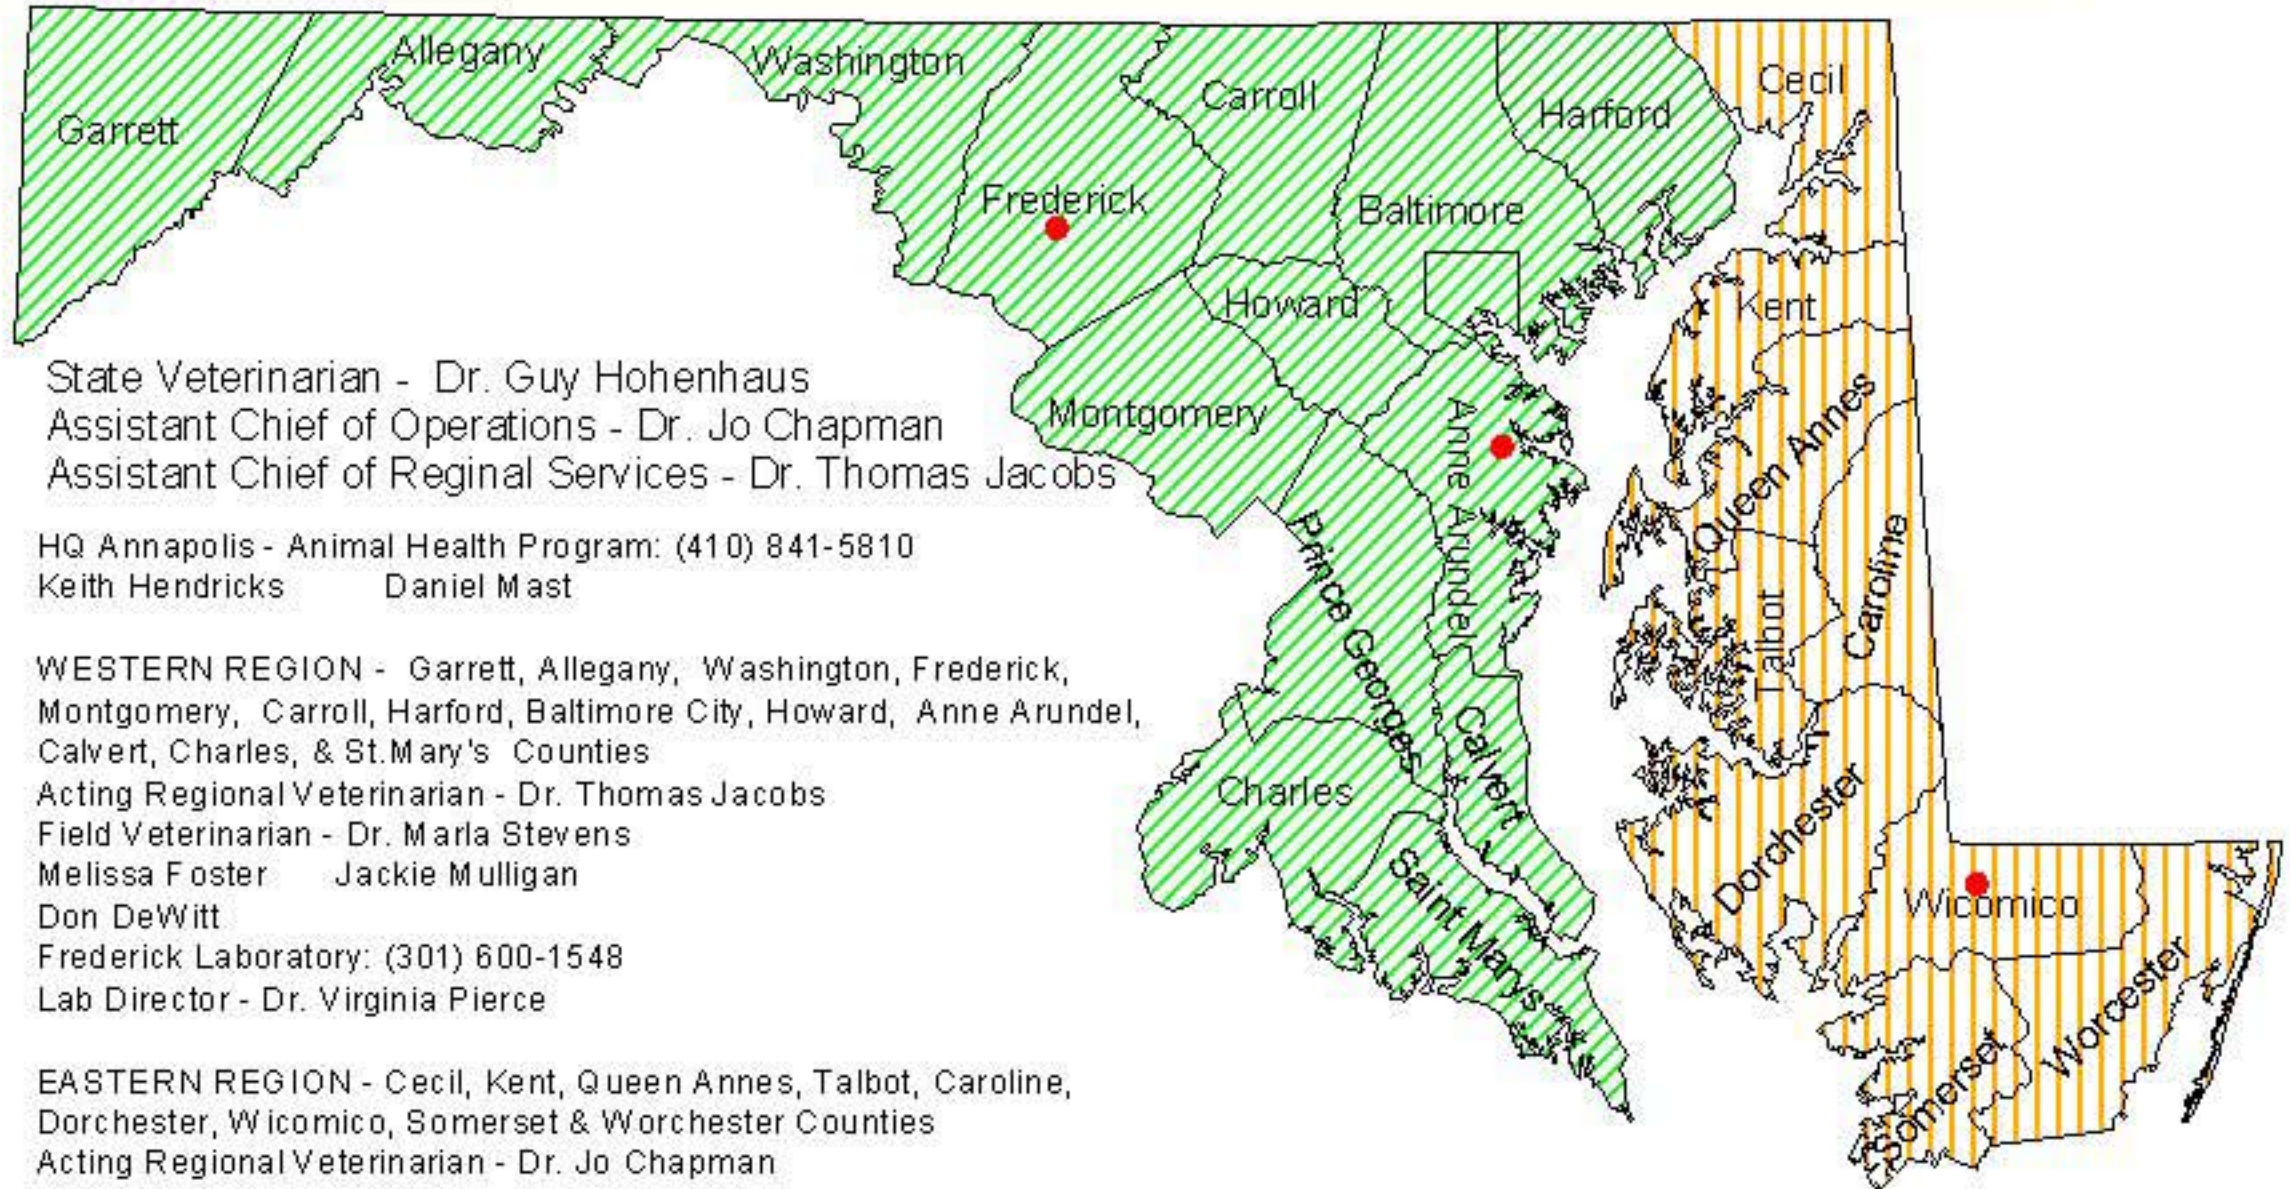 Allegany
Washington
Cecil
Garrett
Carroll
Harford
Frederick
Baltimore
Howard
Kent
State Veterinarian - Dr. Guy Hohenhaus
Assistant Chief of Operations - Dr. Jo Chapman
Assistant Chief of Reginal Services - Dr. Thomas Jacobs
Montgomery
Anne Arundel
Queen Annes
HQ Annapolis - Animal Health Program: (410) 841-5810
Keith Hendricks Daniel Mast
Prince Georges
Talbot
Caroline
WESTERN REGION - Garrett, Allegany, Washington, Frederick,
Montgomery, Carroll, Harford, Baltimore City, Howard, Anne Arundel,
Calvert, Charles, & St.Mary's Counties
Acting Regional Veterinarian - Dr. Thomas Jacobs
Field Veterinarian - Dr. Marla Stevens
Melissa Foster Jackie Mulligan
Don DeWitt
Frederick Laboratory: (301) 600-1548
Lab Director - Dr. Virginia Pierce
Charles
Calvert
Saint Marys
Dorchester
Wicomico
Worcester
Somerset
EASTERN REGION - Cecil, Kent, Queen Annes, Talbot, Caroline,
Dorchester, Wicomico, Somerset & Worchester Counties
Acting Regional Veterinarian - Dr. Jo Chapman